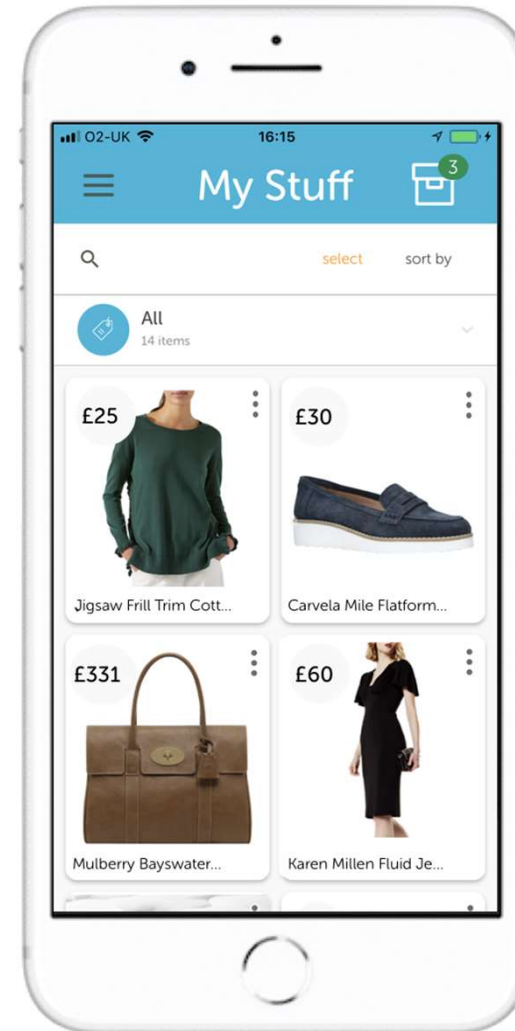 O2-UK 16:15
My Stuff 3
select sort by
All
14 items
£25 £30
Jigsaw Frill Trim Cott... Carvela Mile Flatform...
£331 £60
Mulberry Bayswater... Karen Millen Fluid Je...